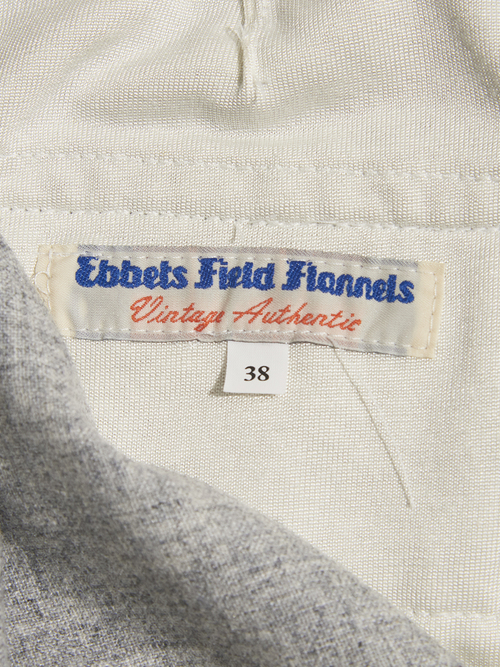 Ebbets Field Flannels
Vintage Authentic
38